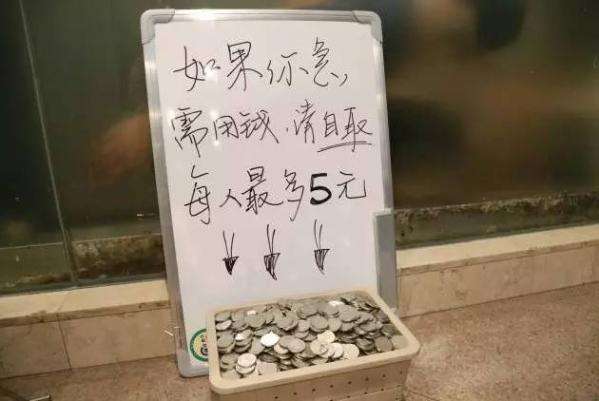 如果你急，
需用钱，请自取
每人最多5元